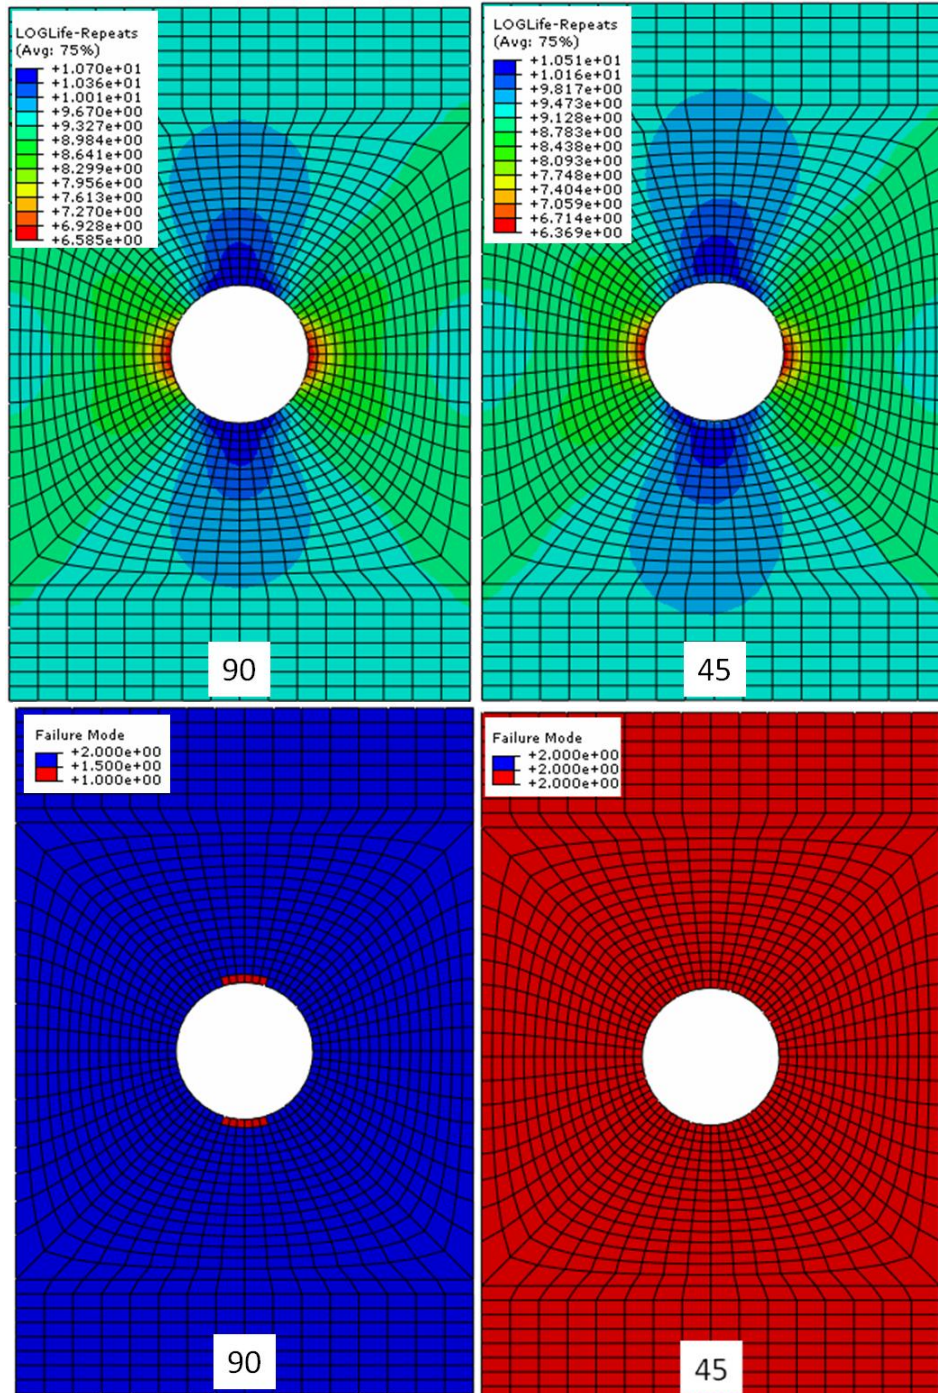 LOGLife-Repeats
(Avg: 75%)
+1.070e+01
+1.036e+01
+1.001e+01
+9.670e+00
+9.327e+00
+8.984e+00
+8.641e+00
+8.299e+00
+7.956e+00
+7.613e+00
+7.270e+00
+6.928e+00
+6.585e+00
90
LOGLife-Repeats
(Avg: 75%)
+1.051e+01
+1.016e+01
+9.817e+00
+9.473e+00
+9.128e+00
+8.783e+00
+8.438e+00
+8.093e+00
+7.748e+00
+7.404e+00
+7.059e+00
+6.714e+00
+6.369e+00
45
Failure Mode
+2.000e+00
+1.500e+00
+1.000e+00
90
Failure Mode
+2.000e+00
+2.000e+00
+2.000e+00
45